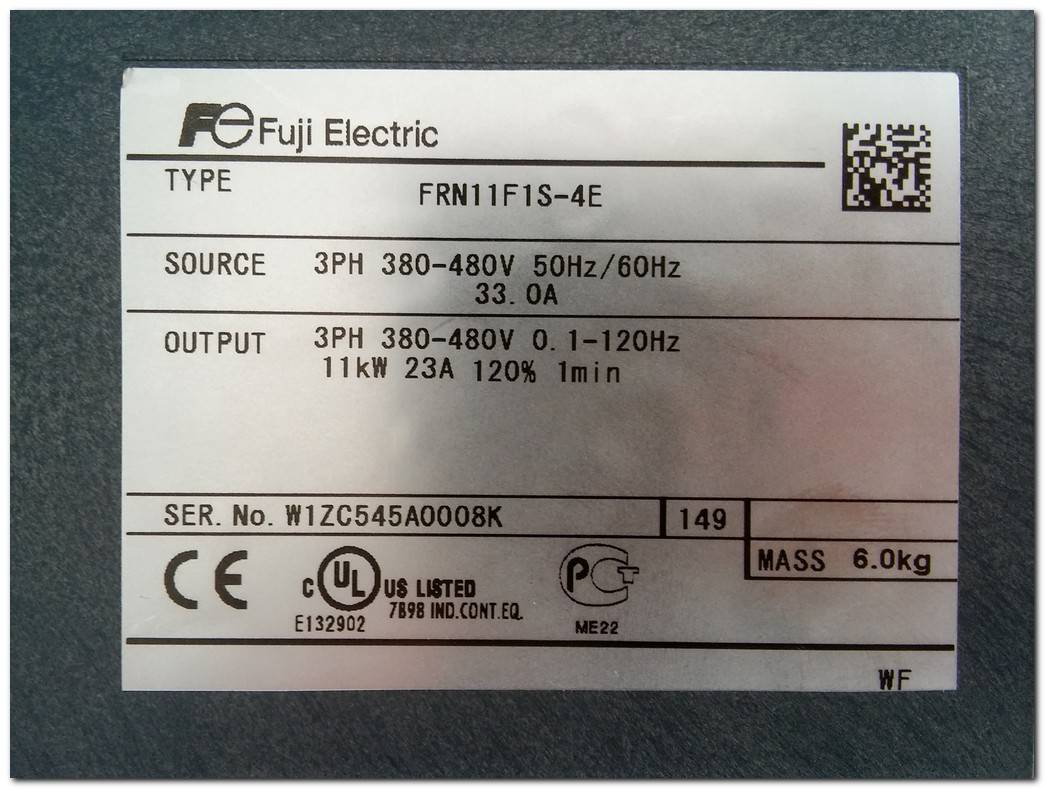 Fe Fuji Electric
TYPE FRN11F1S-4E
SOURCE 3PH 380-480V 50Hz/60Hz
33.0A
OUTPUT 3PH 380-480V 0.1-120Hz
11kW 23A 120% 1min
SER. No. W1ZC545A0008K 149
MASS 6.0kg
CE C UL US LISTED PCT
7B98 IND.CONT.EQ.
E132902 ME22
WF